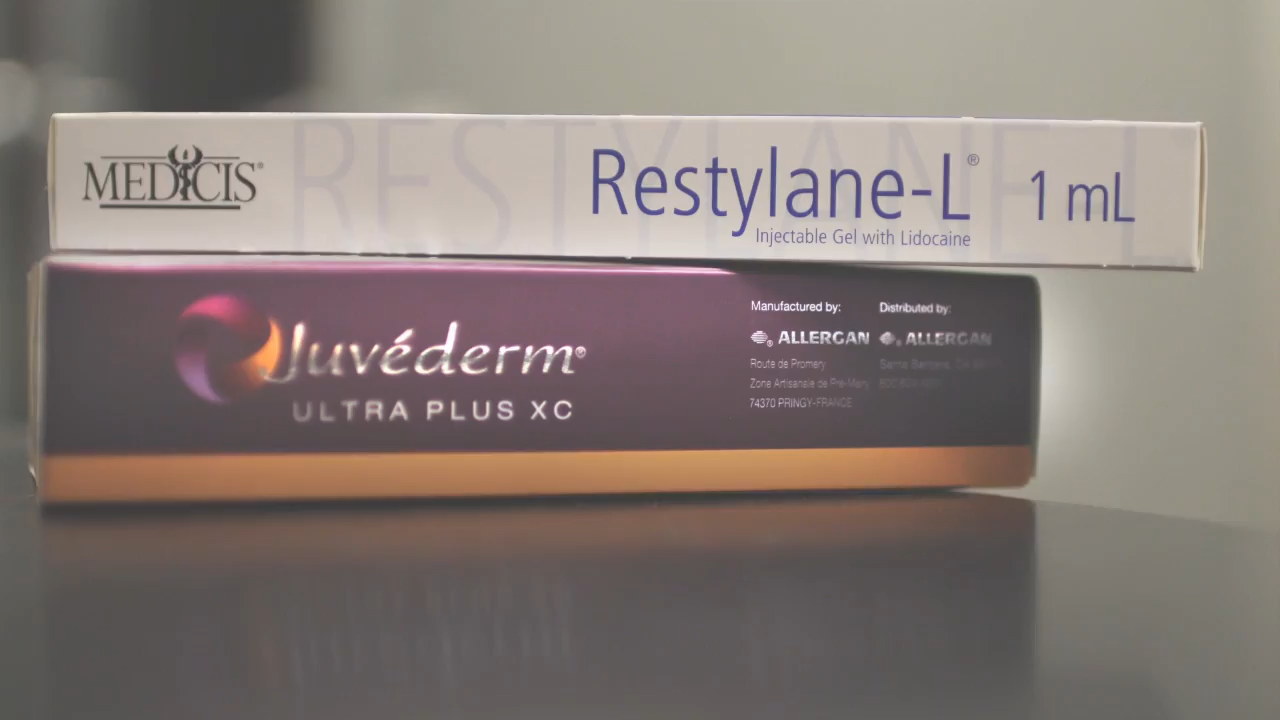 MEDICIS®
RESTYLANE-L
Restylane-L® 1 mL
Injectable Gel with Lidocaine
Juvéderm®
ULTRA PLUS XC
Manufactured by:
ALLERGAN
Route de Promery
Zone Artisanale de Pré-Mairy
74370 PRINGY-FRANCE
Distributed by:
ALLERGAN